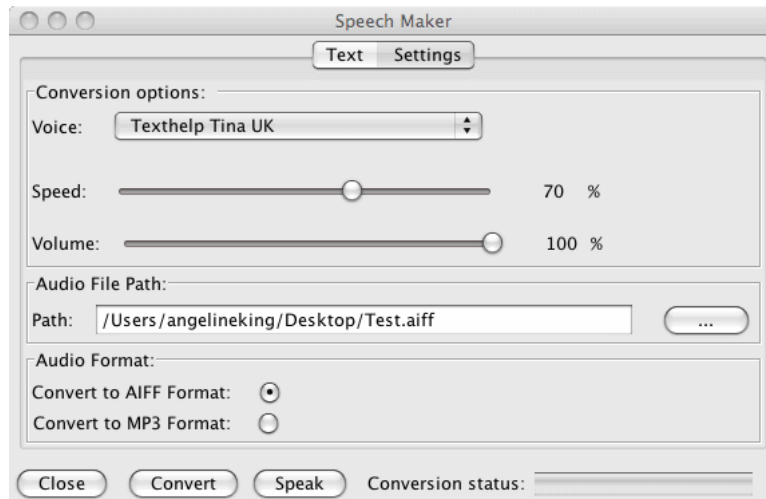 Speech Maker
Text Settings
Conversion options:
Voice: Texthelp Tina UK
Speed: 70 %
Volume: 100 %
Audio File Path:
Path: /Users/angelineking/Desktop/Test.aiff ...
Audio Format:
Convert to AIFF Format:
Convert to MP3 Format:
Close Convert Speak Conversion status: